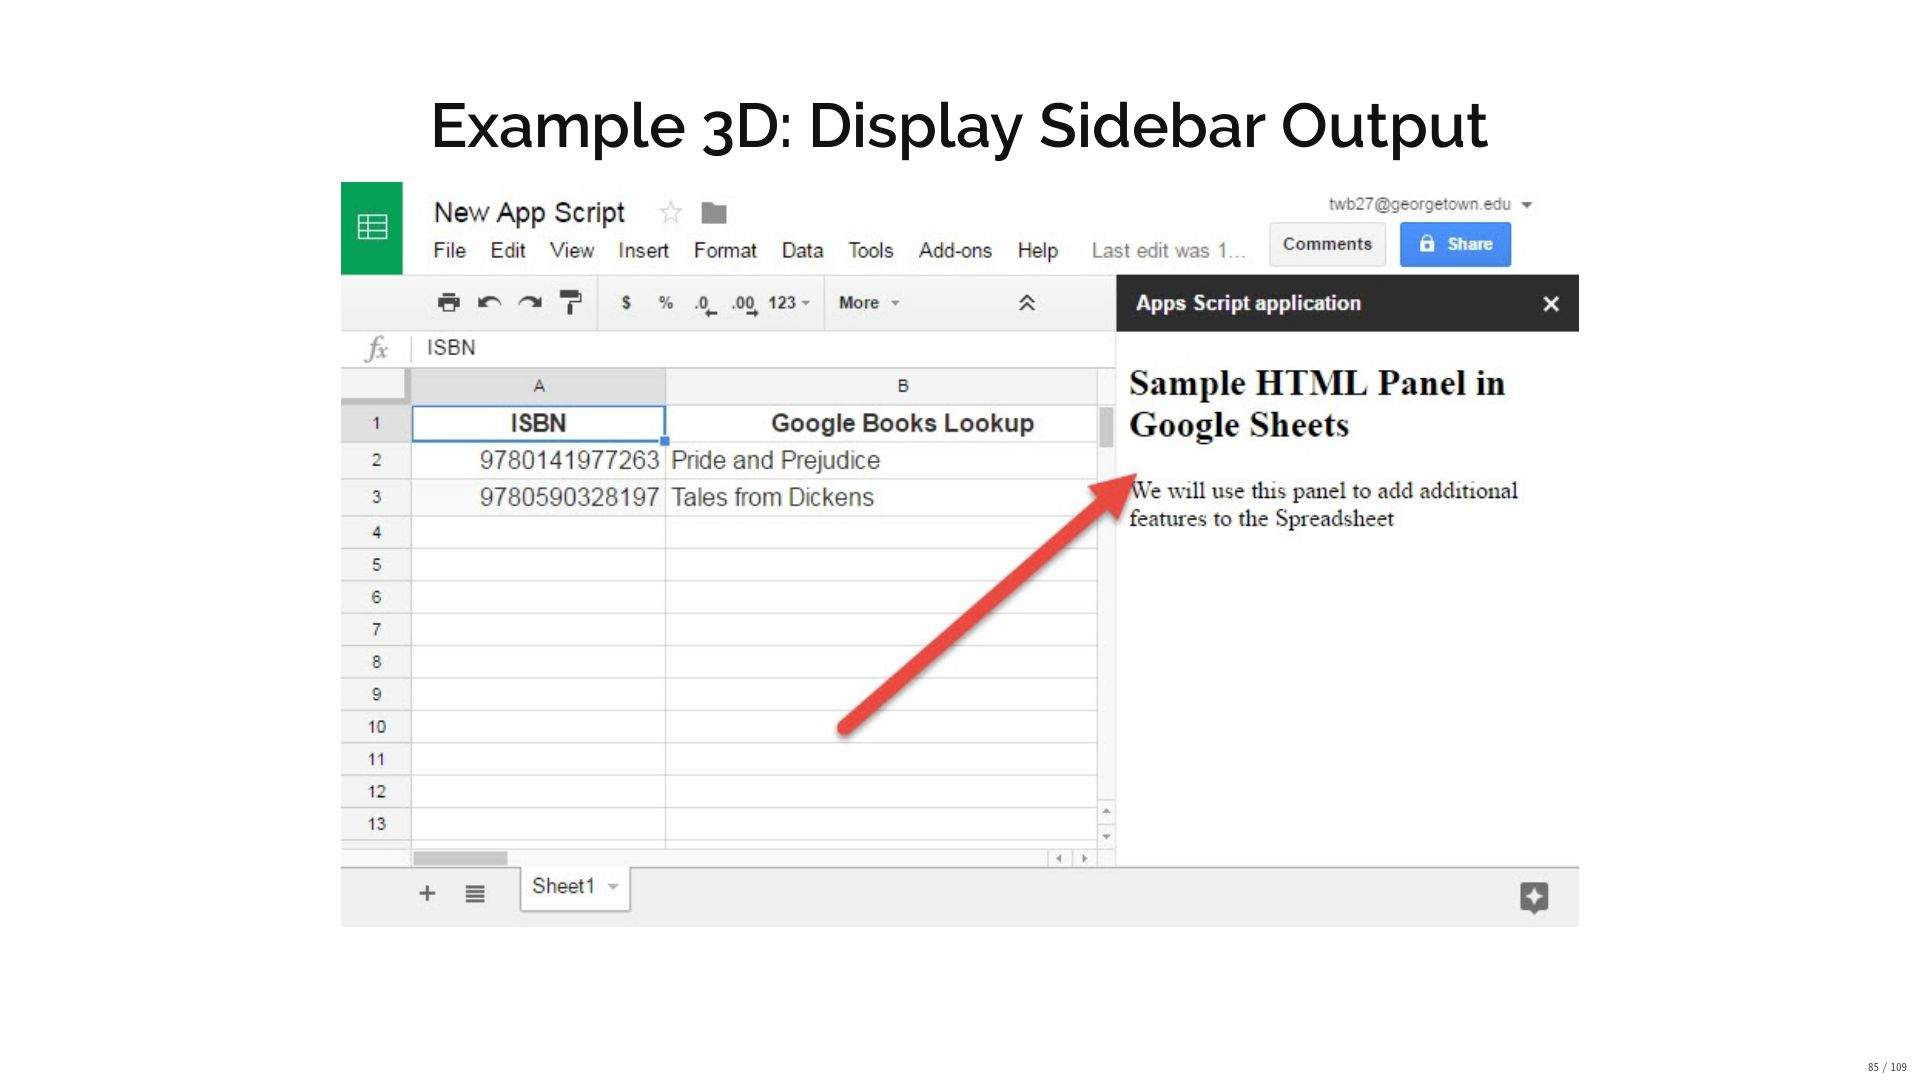 Example 3D: Display Sidebar Output
New App Script
twb27@georgetown.edu
File Edit View Insert Format Data Tools Add-ons Help Last edit was 1...
Comments
Share
$ % .0 .00 123 More
Apps Script application
fx ISBN
A B
1 ISBN Google Books Lookup
2 9780141977263 Pride and Prejudice
3 9780590328197 Tales from Dickens
4
5
6
7
8
9
10
11
12
13
Sample HTML Panel in
Google Sheets
We will use this panel to add additional
features to the Spreadsheet
Sheet1
85 / 109